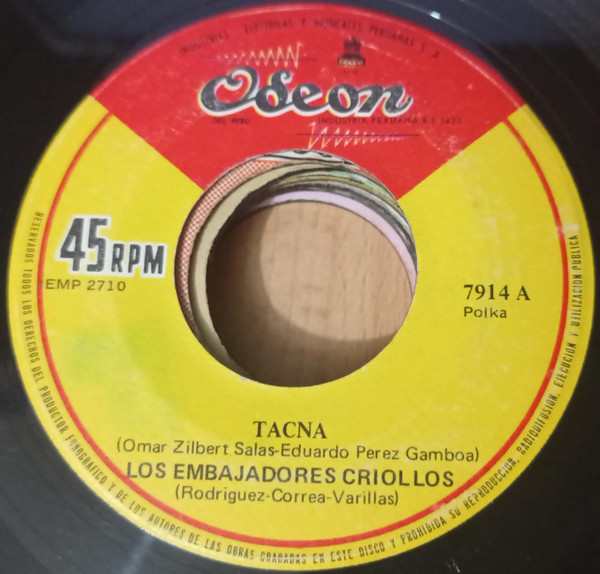 INDUSTRIAS ELECTRICAS Y MUSICALES PERUANAS S. A.
Odeon
DEL PERU
INDUSTRIA PERUANA R.I. 1423
45 RPM
EMP 2710
7914 A
Polka
TACNA
(Omar Zilbert Salas-Eduardo Perez Gamboa)
LOS EMBAJADORES CRIOLLOS
(Rodriguez-Correa-Varillas)
RESERVADOS TODOS LOS DERECHOS DEL PRODUCTOR FONOGRAFICO Y DE LOS AUTORES DE LAS OBRAS GRABADAS EN ESTE DISCO Y PROHIBIDA SU REPRODUCCION, RADIODIFUSION, EJECUCION Y UTILIZACION PUBLICA